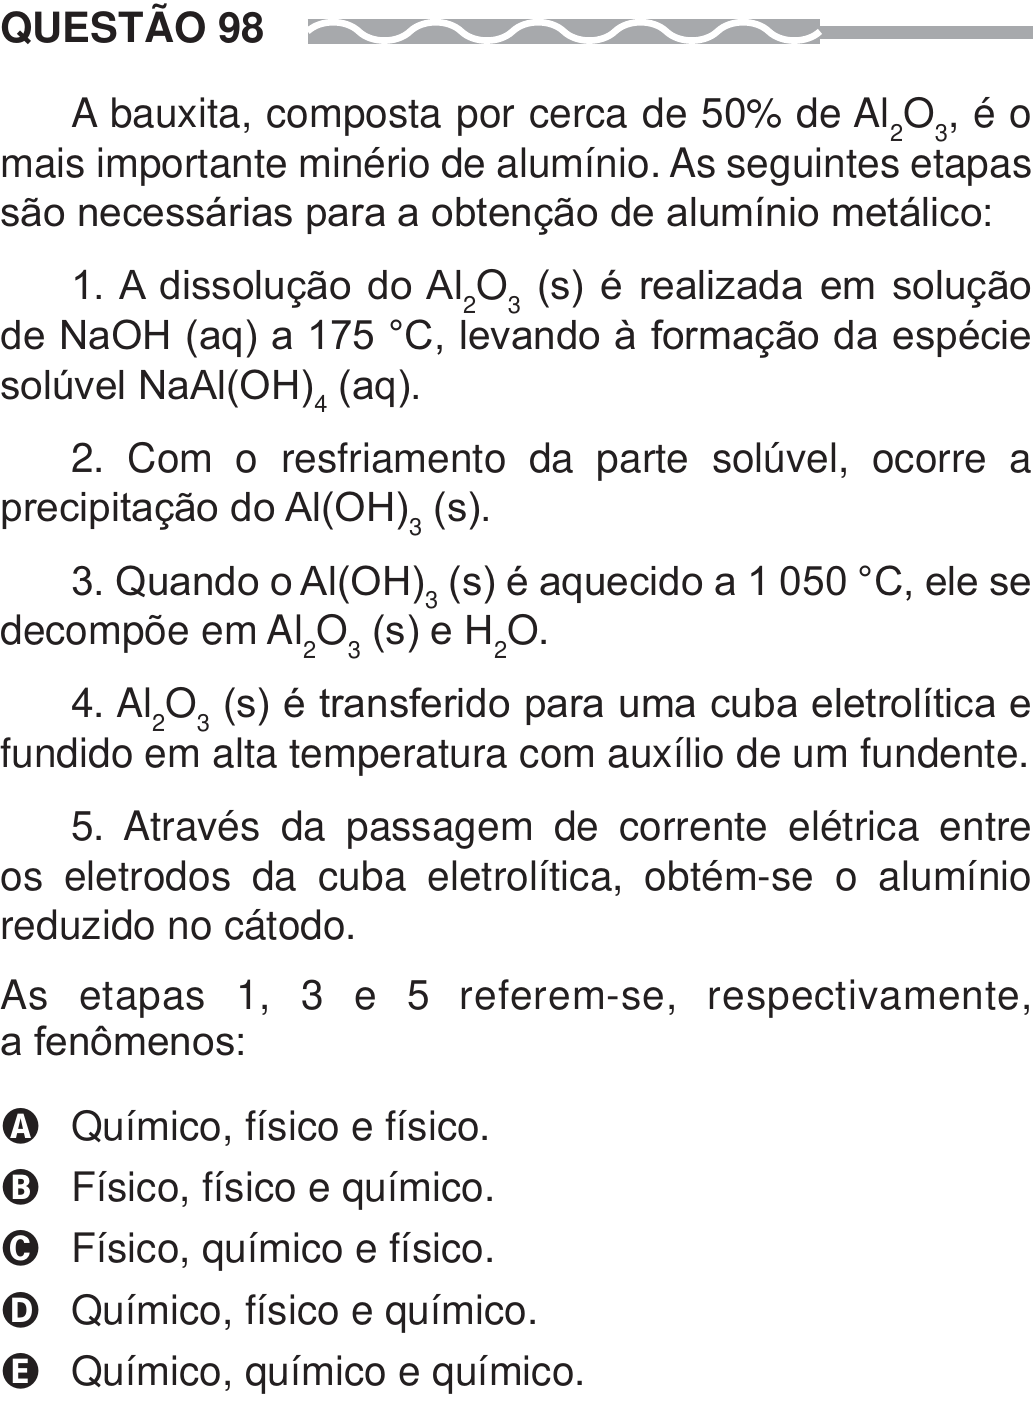 QUESTÃO 98
A bauxita, composta por cerca de 50% de Al₂O₃, é o
mais importante minério de alumínio. As seguintes etapas
são necessárias para a obtenção de alumínio metálico:
1. A dissolução do Al₂O₃ (s) é realizada em solução
de NaOH (aq) a 175 °C, levando à formação da espécie
solúvel NaAl(OH)₄ (aq).
2. Com o resfriamento da parte solúvel, ocorre a
precipitação do Al(OH)₃ (s).
3. Quando o Al(OH)₃ (s) é aquecido a 1 050 °C, ele se
decompõe em Al₂O₃ (s) e H₂O.
4. Al₂O₃ (s) é transferido para uma cuba eletrolítica e
fundido em alta temperatura com auxílio de um fundente.
5. Através da passagem de corrente elétrica entre
os eletrodos da cuba eletrolítica, obtém-se o alumínio
reduzido no cátodo.
As etapas 1, 3 e 5 referem-se, respectivamente,
a fenômenos:
A Químico, físico e físico.
B Físico, físico e químico.
C Físico, químico e físico.
D Químico, físico e químico.
E Químico, químico e químico.